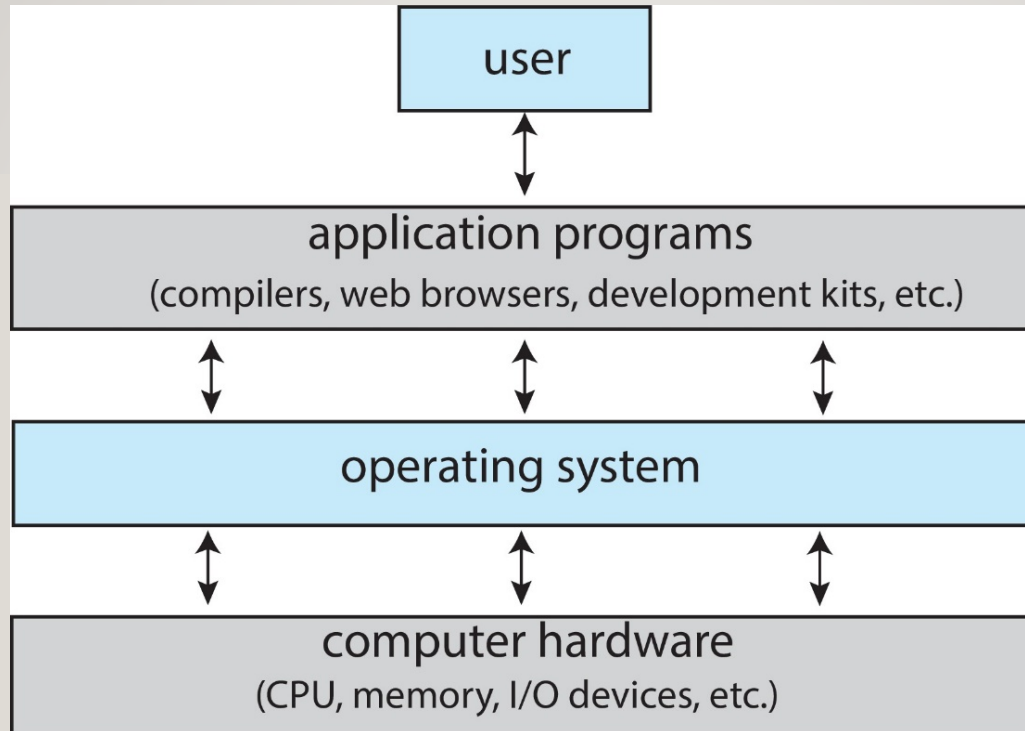 user
application programs
(compilers, web browsers, development kits, etc.)
operating system
computer hardware
(CPU, memory, I/O devices, etc.)